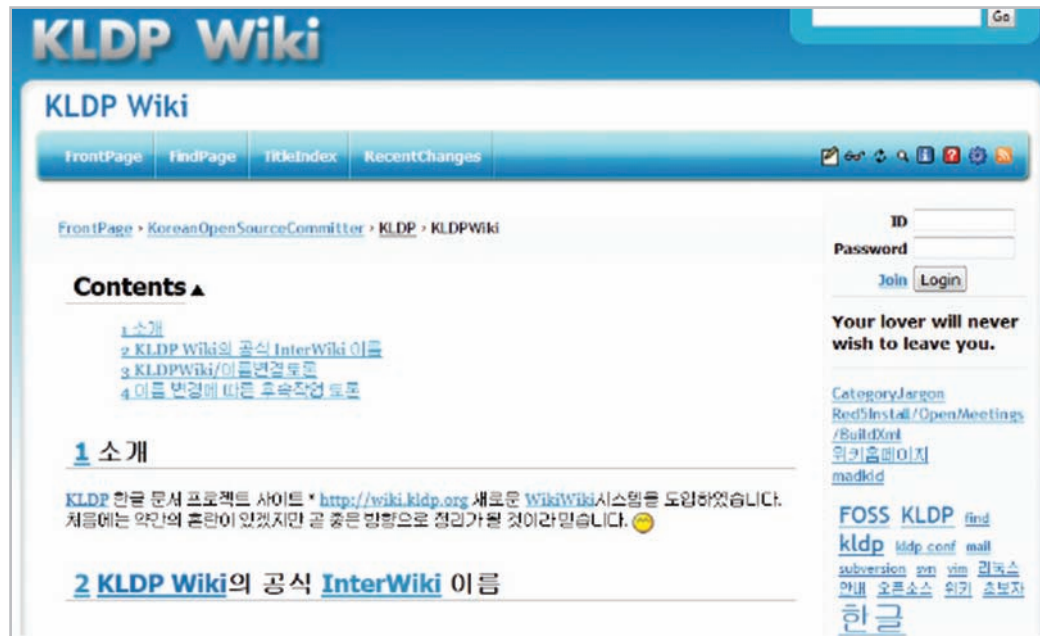 KLDP Wiki
Go
KLDP Wiki
FrontPage FindPage TitleIndex RecentChanges
FrontPage › KoreanOpenSourceCommitter › KLDP › KLDPWiki
Contents ▲
1 소개
2 KLDP Wiki의 공식 InterWiki 이름
3 KLDPWiki/이름변경토론
4 이름 변경에 따른 후속작업 토론
1 소개
KLDP 한글 문서 프로젝트 사이트 * http://wiki.kldp.org 새로운 WikiWiki시스템을 도입하였습니다.
처음에는 약간의 혼란이 있겠지만 곧 좋은 방향으로 정리가 될 것이라 믿습니다.
2 KLDP Wiki의 공식 InterWiki 이름
ID
Password
Join Login
Your lover will never
wish to leave you.
CategoryJargon
Red5Install/OpenMeetings
/BuildXml
위키홈페이지
madkid
FOSS KLDP find
kldp kldp conf mail
subversion svn vim 리눅스
안내 오픈소스 위키 초보자
한글